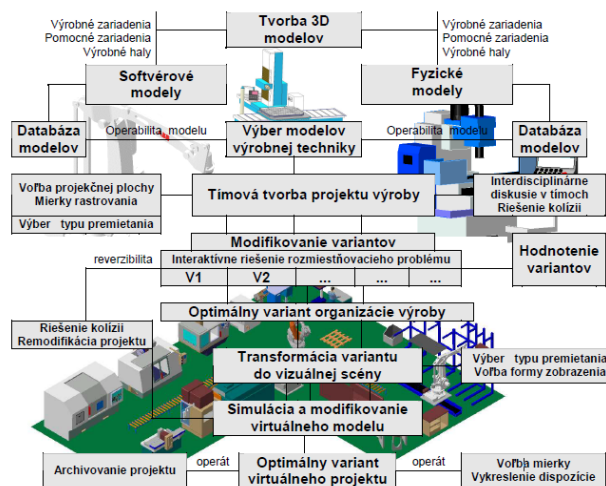 Výrobné zariadenia
Pomocné zariadenia
Výrobné haly
Tvorba 3D
modelov
Výrobné zariadenia
Pomocné zariadenia
Výrobné haly
Softvérové
modely
Fyzické
modely
Databáza
modelov
Operabilita modelu
Výber modelov
výrobnej techniky
Operabilita modelu
Databáza
modelov
Voľba projekčnej plochy
Mierky rastrovania
Výber typu premietania
Tímová tvorba projektu výroby
Interdisciplinárne
diskusie v tímoch
Riešenie kolízii
Modifikovanie variantov
reverzibilita
Interaktívne riešenie rozmiestňovacieho problému
V1 V2 ... ... ...
Hodnotenie
variantov
Optimálny variant organizácie výroby
Riešenie kolízii
Remodifikácia projektu
Transformácia variantu
do vizuálnej scény
Výber typu premietania
Voľba formy zobrazenia
Simulácia a modifikovanie
virtuálneho modelu
Archivovanie projektu
operát
Optimálny variant
virtuálneho projektu
operát
Voľba mierky
Vykreslenie dispozície